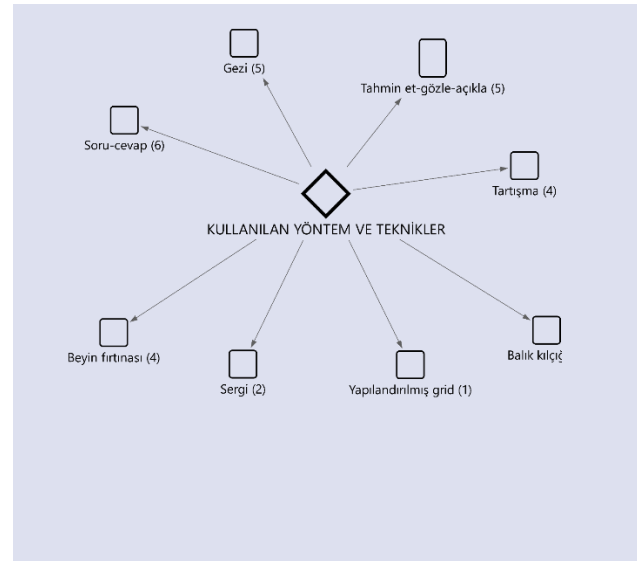 Gezi (5)
Tahmin et-gözle-açıkla (5)
Soru-cevap (6)
Tartışma (4)
KULLANILAN YÖNTEM VE TEKNİKLER
Beyin fırtınası (4)
Sergi (2)
Yapılandırılmış grid (1)
Balık